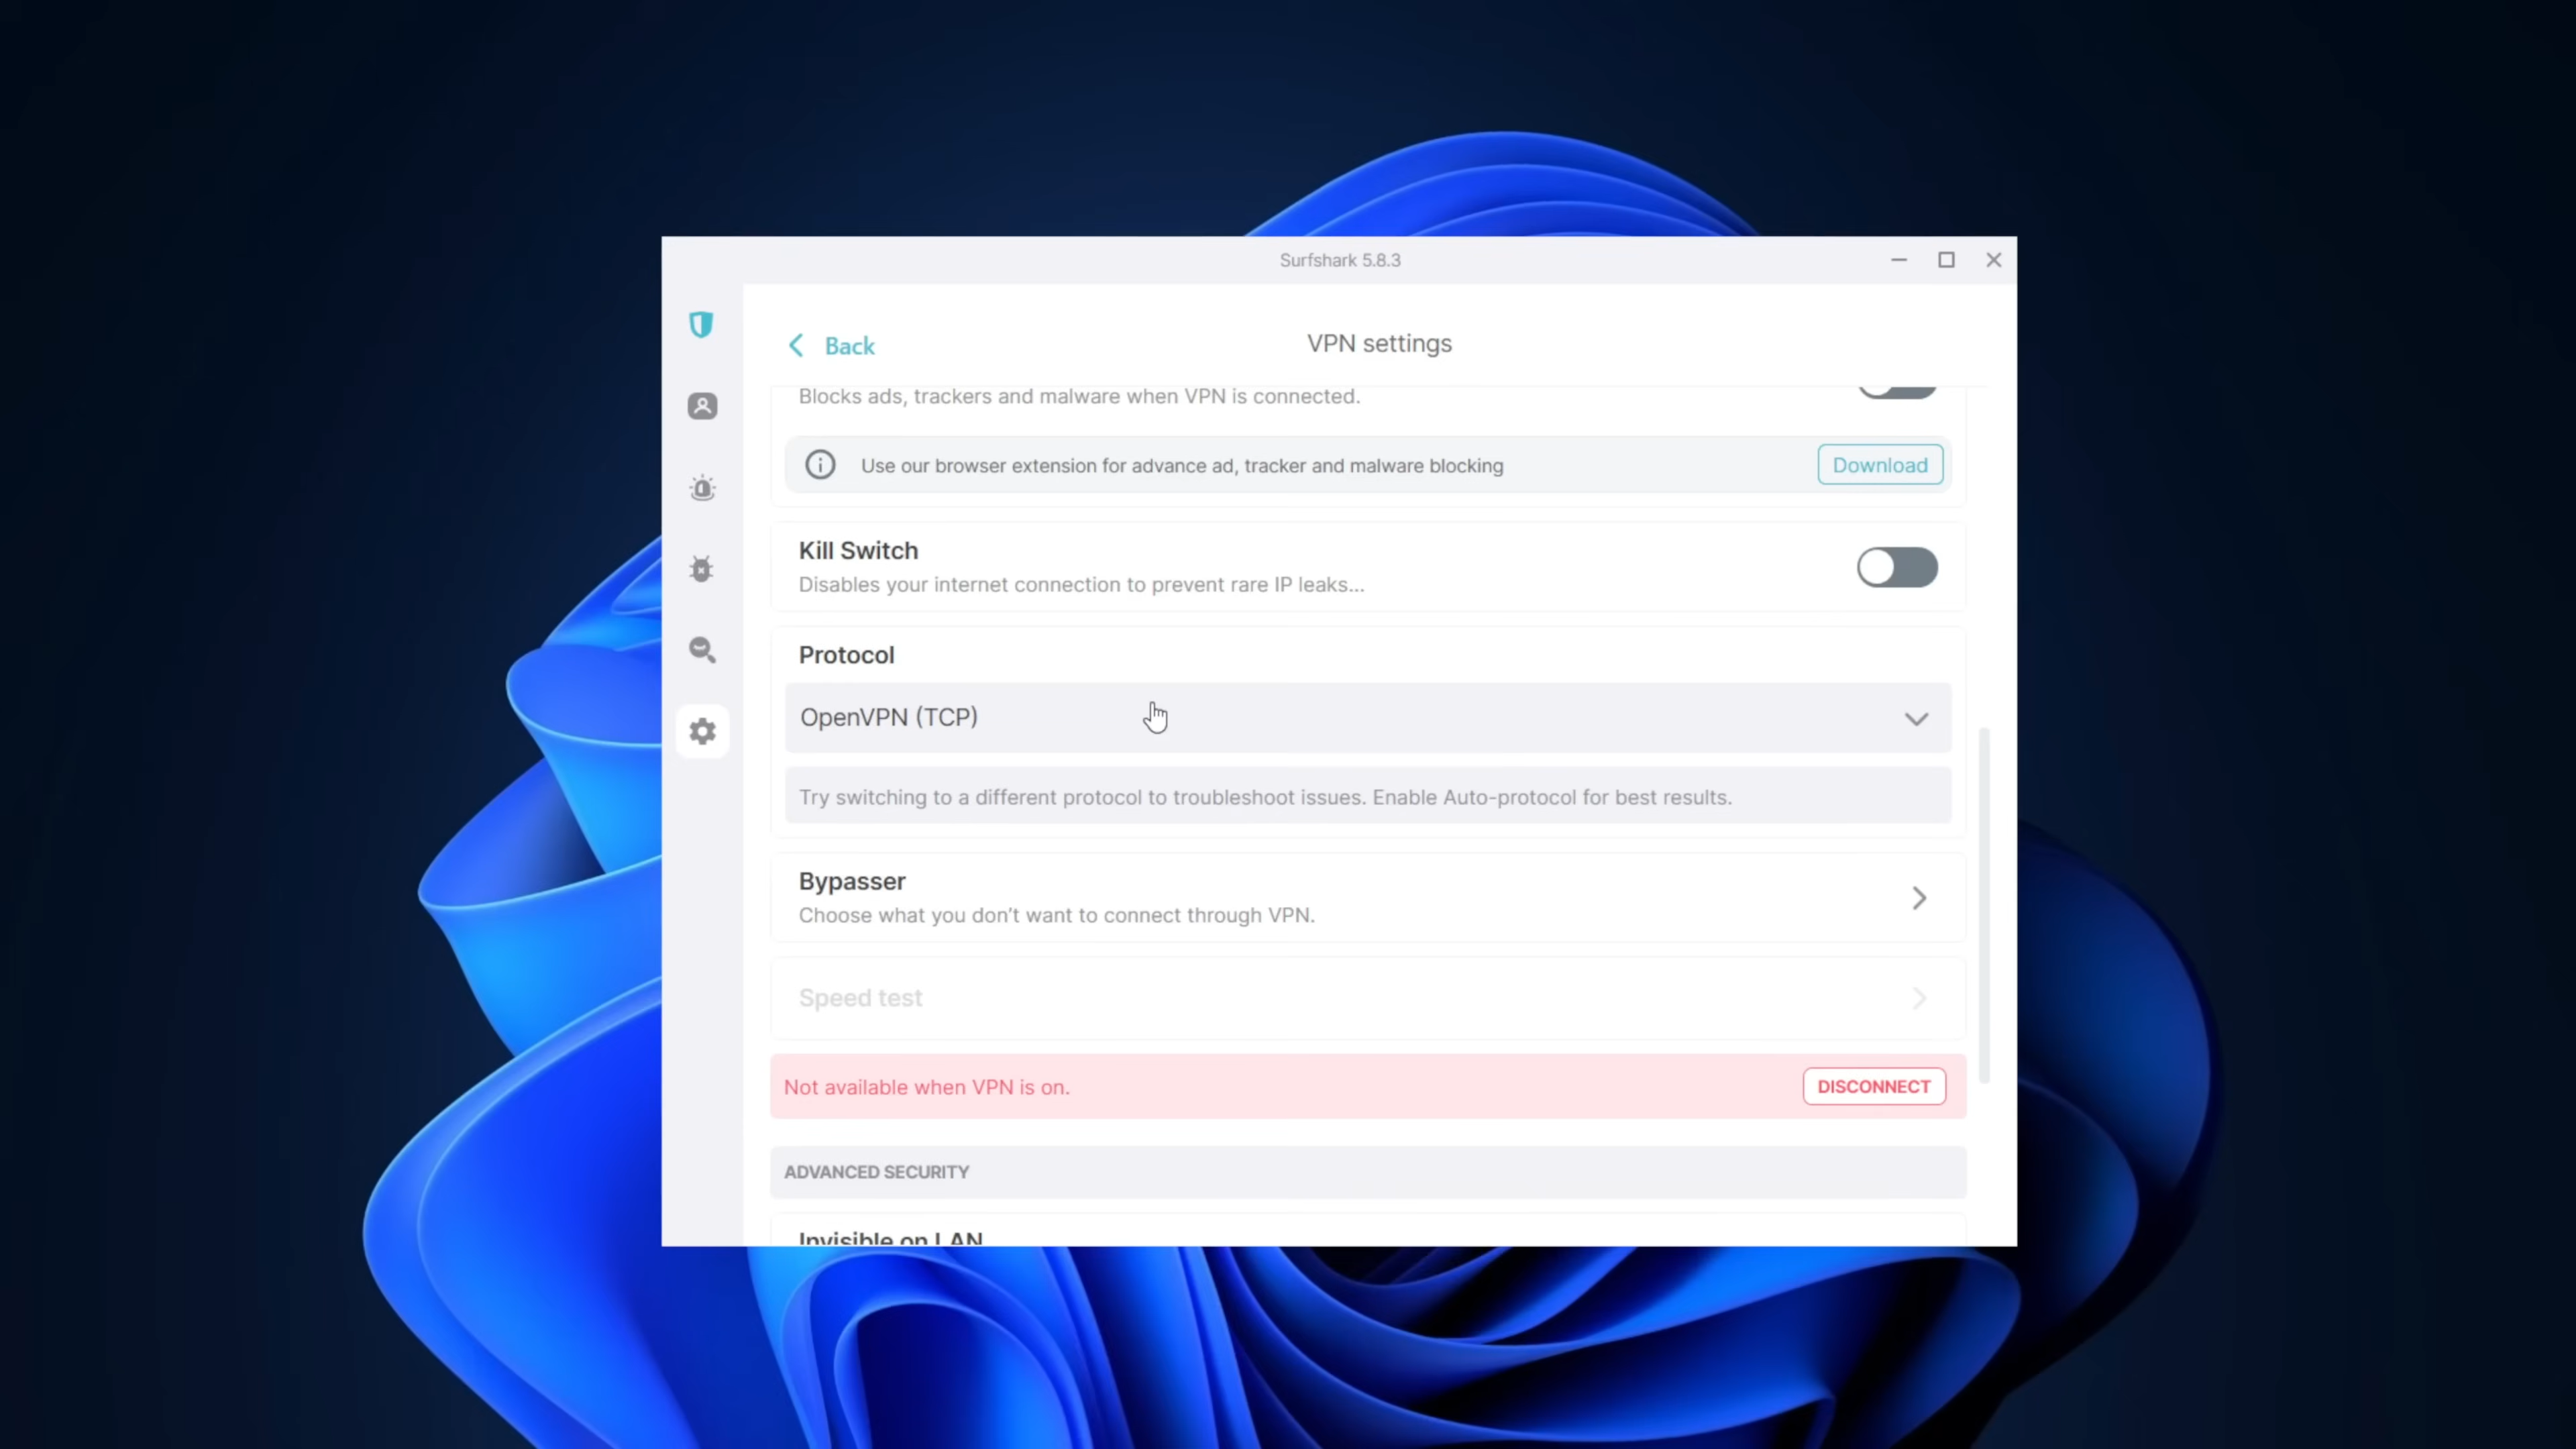 Surfshark 5.8.3
Back
VPN settings
Blocks ads, trackers and malware when VPN is connected.
Use our browser extension for advance ad, tracker and malware blocking
Download
Kill Switch
Disables your internet connection to prevent rare IP leaks...
Protocol
OpenVPN (TCP)
Try switching to a different protocol to troubleshoot issues. Enable Auto-protocol for best results.
Bypasser
Choose what you don't want to connect through VPN.
Speed test
Not available when VPN is on.
DISCONNECT
ADVANCED SECURITY
Invisible on LAN